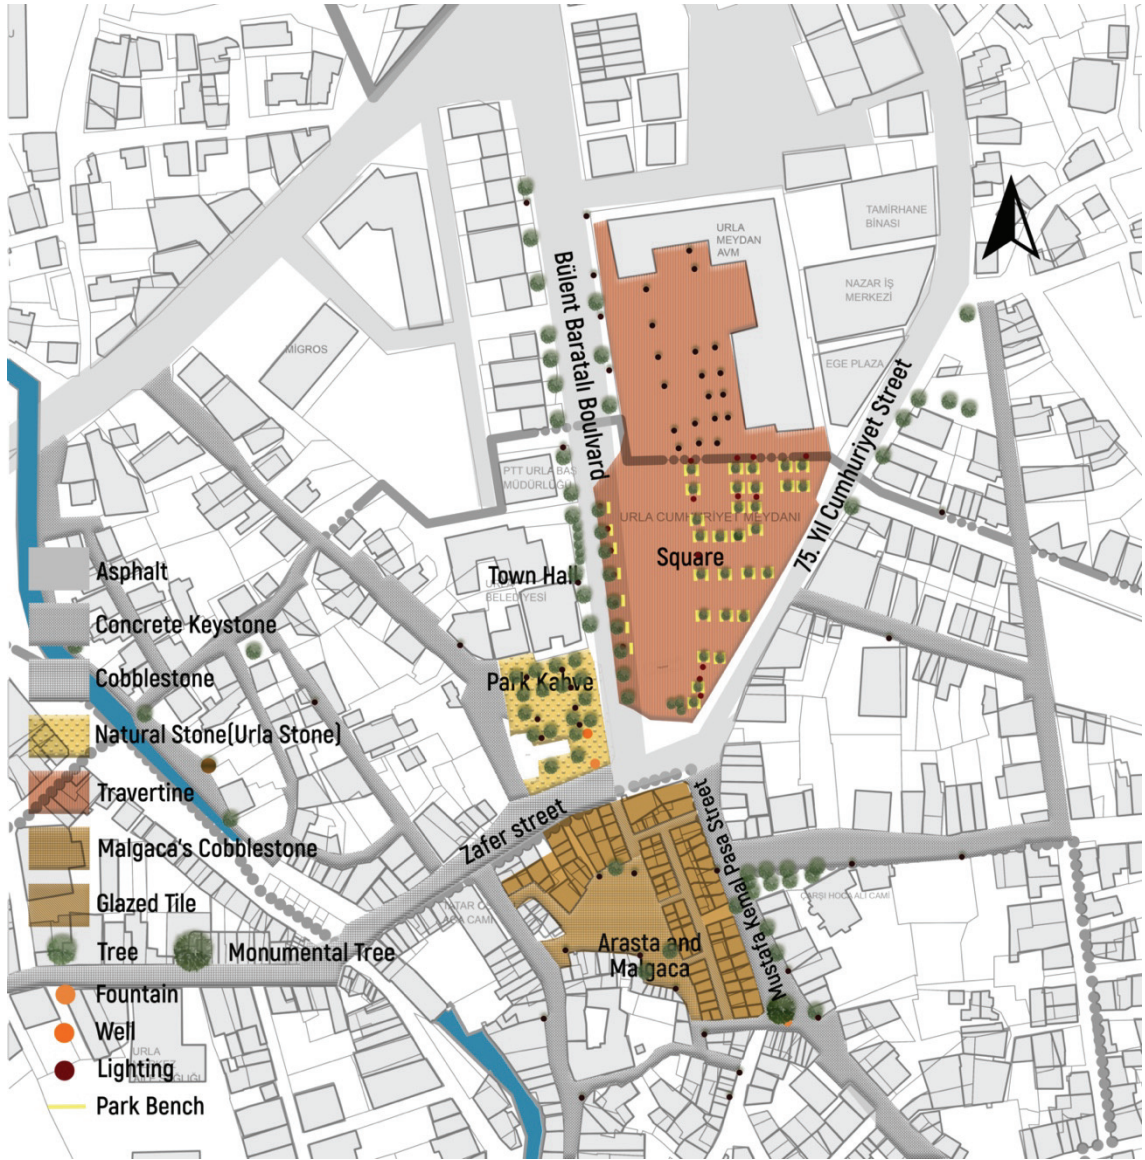 URLA
MEYDAN
AVM
TAMİRHANE
BİNASI
NAZAR İŞ
MERKEZİ
EGE PLAZA
MİGROS
Bülent Baratalı Boulvard
75. Yıl Cumhuriyet Street
PTT URLA BAŞ
MÜDÜRLÜĞÜ
URLA CUMHURİYET MEYDANI
Square
Town Hall
BELEDİYESİ
Park Kahve
Zafer street
Mustafa Kemal Paşa Street
ÇARŞI HOCA ALİ CAMİ
Arasta and
Malgaca
Asphalt
Concrete Keystone
Cobblestone
Natural Stone(Urla Stone)
Travertine
Malgaca's Cobblestone
Glazed Tile
Tree
Monumental Tree
Fountain
Well
Lighting
Park Bench
URLA